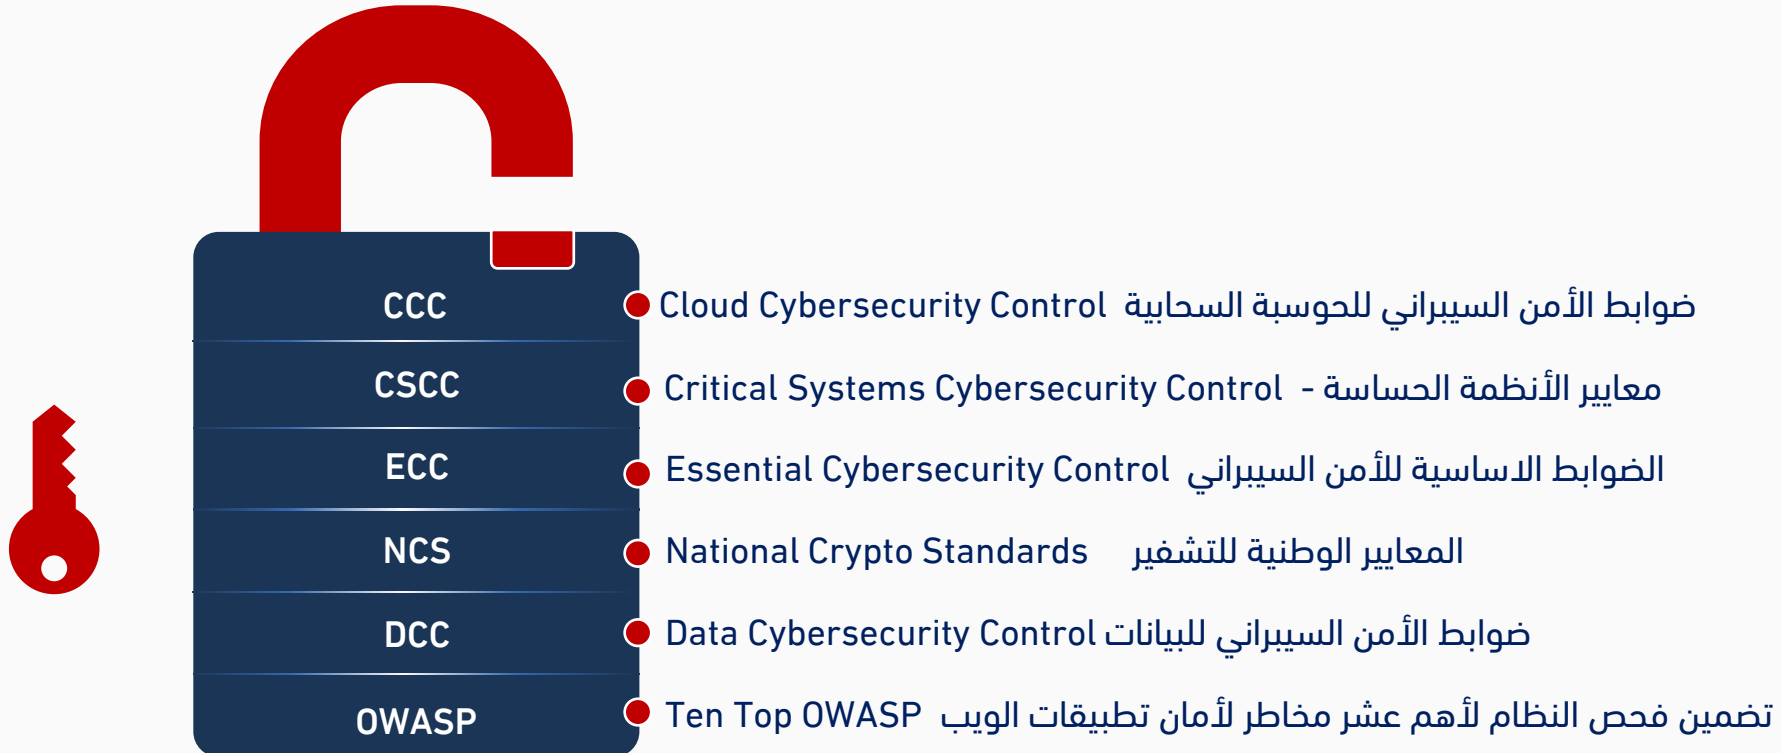 CCC
Cloud Cybersecurity Control ضوابط الأمن السيبراني للحوسبة السحابية
CSCC
Critical Systems Cybersecurity Control - معايير الأنظمة الحساسة
ECC
Essential Cybersecurity Control الضوابط الاساسية للأمن السيبراني
NCS
National Crypto Standards المعايير الوطنية للتشفير
DCC
Data Cybersecurity Control ضوابط الأمن السيبراني للبيانات
OWASP
Ten Top OWASP تضمين فحص النظام لأهم عشر مخاطر لأمان تطبيقات الويب